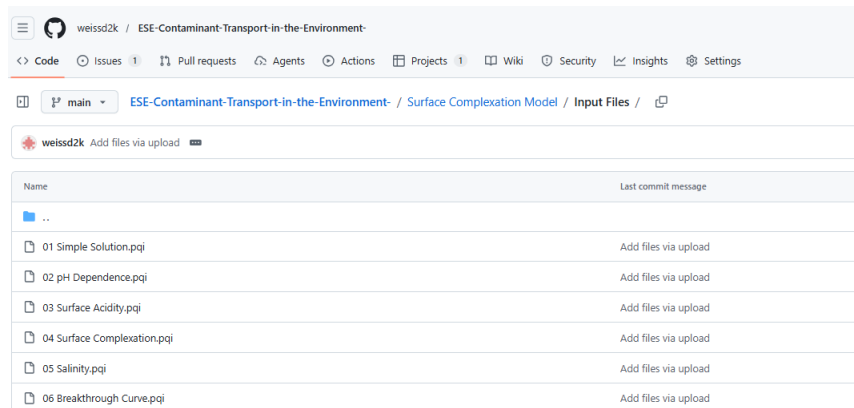 weissd2k / ESE-Contaminant-Transport-in-the-Environment-
<> Code Issues 1 Pull requests Agents Actions Projects 1 Wiki Security Insights Settings
main ESE-Contaminant-Transport-in-the-Environment- / Surface Complexation Model / Input Files /
weissd2k Add files via upload
Name Last commit message
..
01 Simple Solution.pqi Add files via upload
02 pH Dependence.pqi Add files via upload
03 Surface Acidity.pqi Add files via upload
04 Surface Complexation.pqi Add files via upload
05 Salinity.pqi Add files via upload
06 Breakthrough Curve.pqi Add files via upload